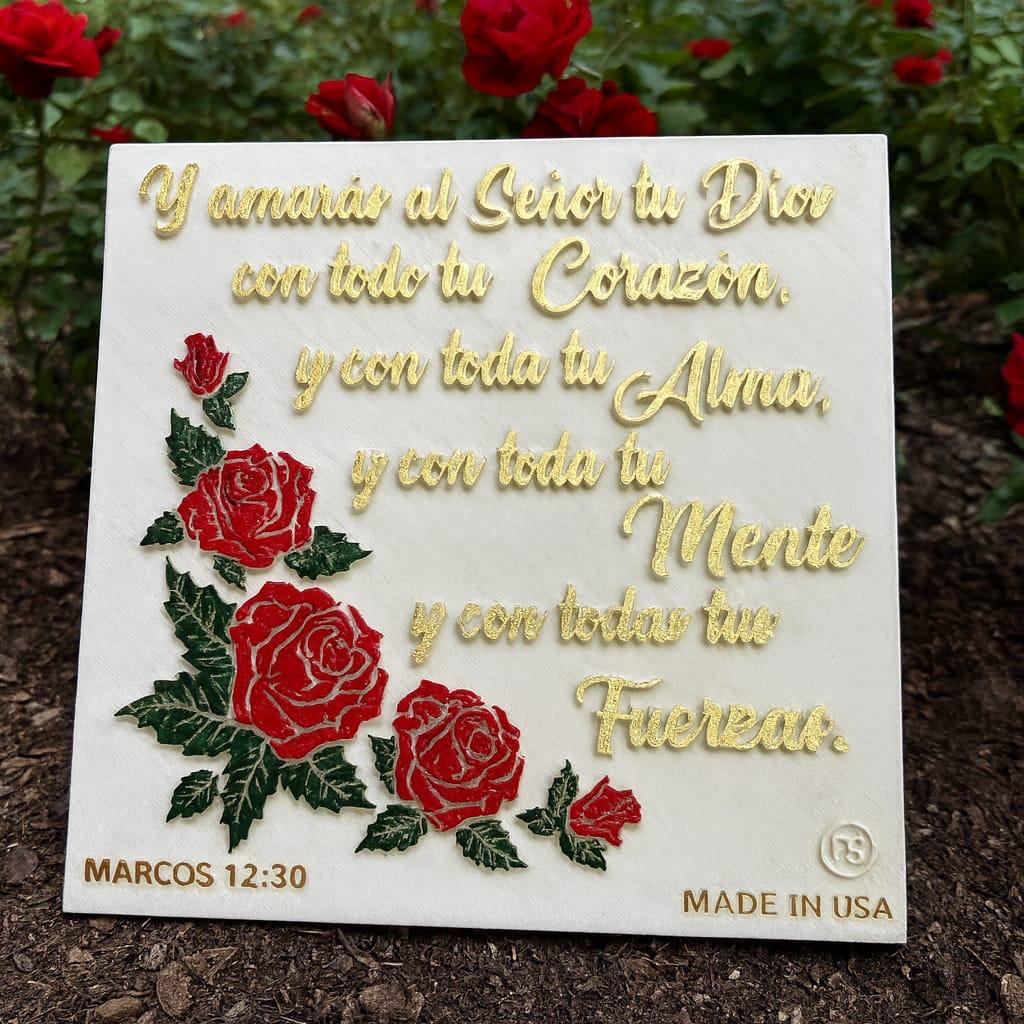 Y amarás al Señor tu Dios
con todo tu Corazón,
y con toda tu Alma,
y con toda tu
Mente
y con todas tus
Fuerzas.
MARCOS 12:30
MADE IN USA